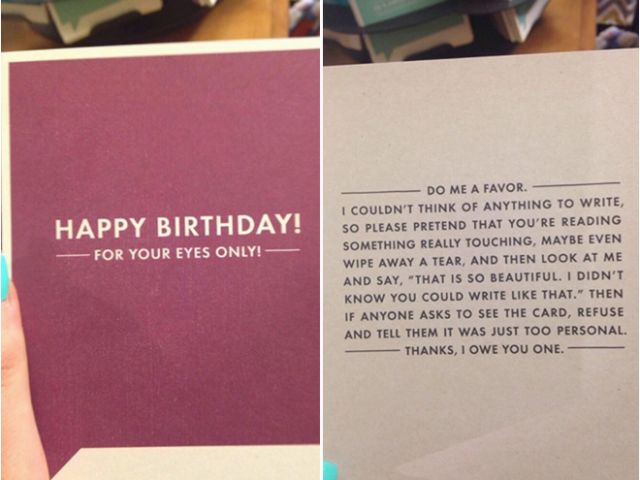 HAPPY BIRTHDAY!
FOR YOUR EYES ONLY!
DO ME A FAVOR.
I COULDN'T THINK OF ANYTHING TO WRITE,
SO PLEASE PRETEND THAT YOU'RE READING
SOMETHING REALLY TOUCHING, MAYBE EVEN
WIPE AWAY A TEAR, AND THEN LOOK AT ME
AND SAY, "THAT IS SO BEAUTIFUL. I DIDN'T
KNOW YOU COULD WRITE LIKE THAT." THEN
IF ANYONE ASKS TO SEE THE CARD, REFUSE
AND TELL THEM IT WAS JUST TOO PERSONAL.
THANKS, I OWE YOU ONE.